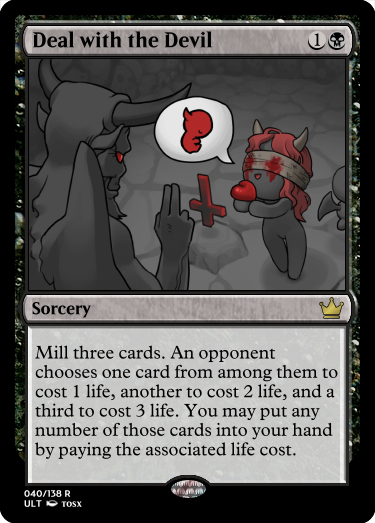 Deal with the Devil 1
Sorcery
Mill three cards. An opponent
chooses one card from among them to
cost 1 life, another to cost 2 life, and a
third to cost 3 life. You may put any
number of those cards into your hand
by paying the associated life cost.
040/138 R
ULT TOSX